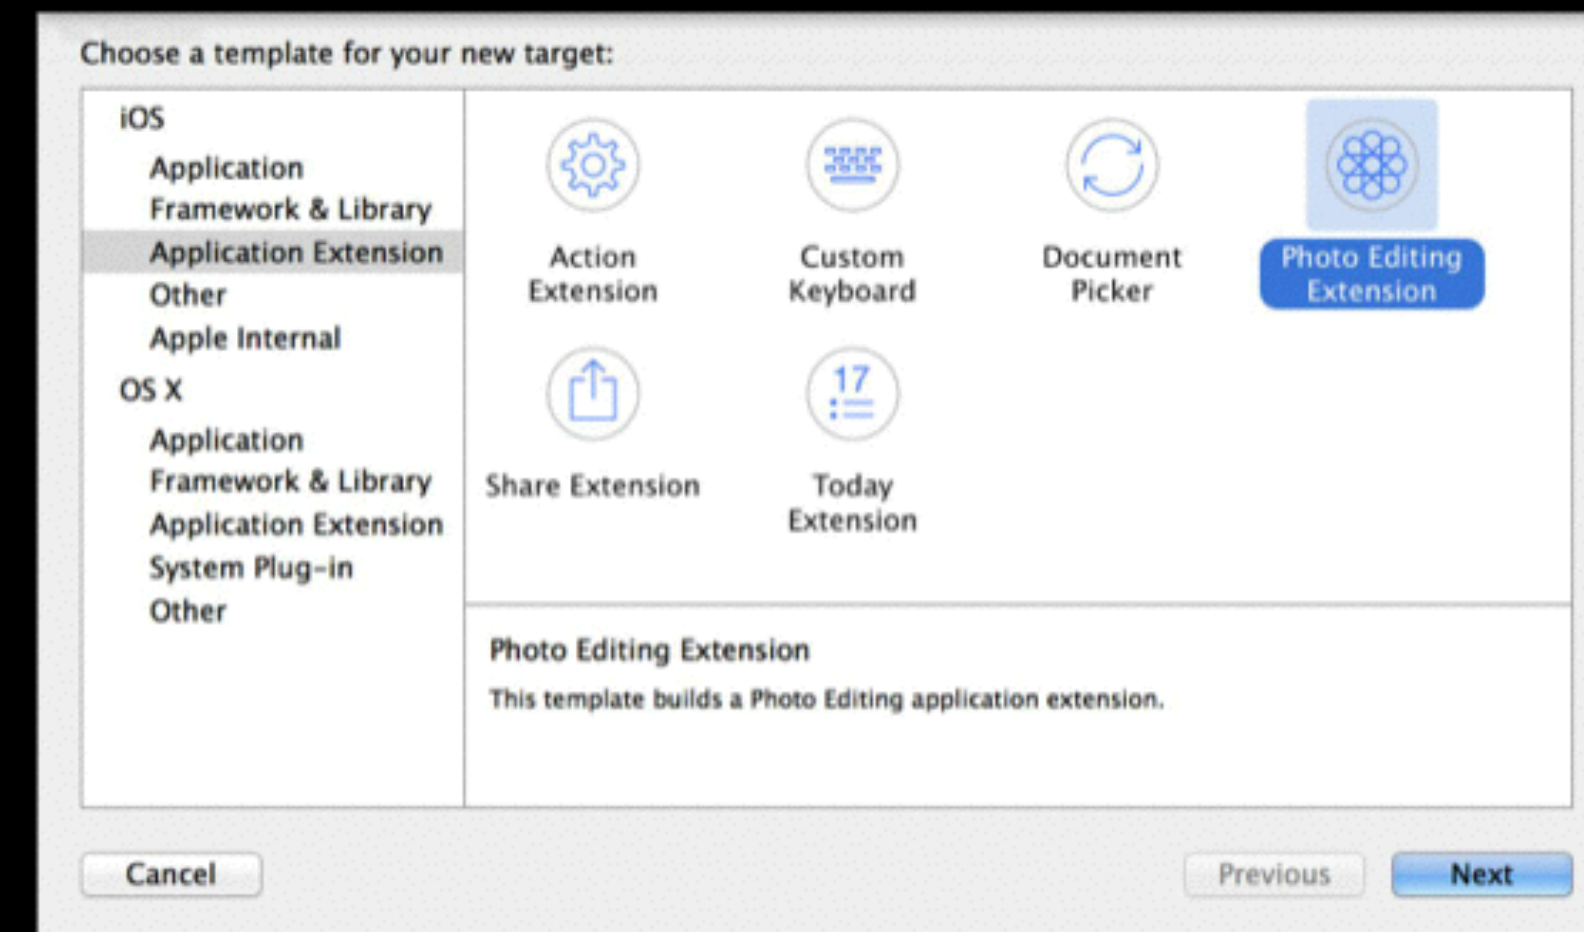 Choose a template for your new target:
iOS
Application
Framework & Library
Application Extension
Other
Apple Internal
OS X
Application
Framework & Library
Application Extension
System Plug-in
Other
Action
Extension
Custom
Keyboard
Document
Picker
Photo Editing
Extension
Share Extension
17
Today
Extension
Photo Editing Extension
This template builds a Photo Editing application extension.
Cancel
Previous
Next